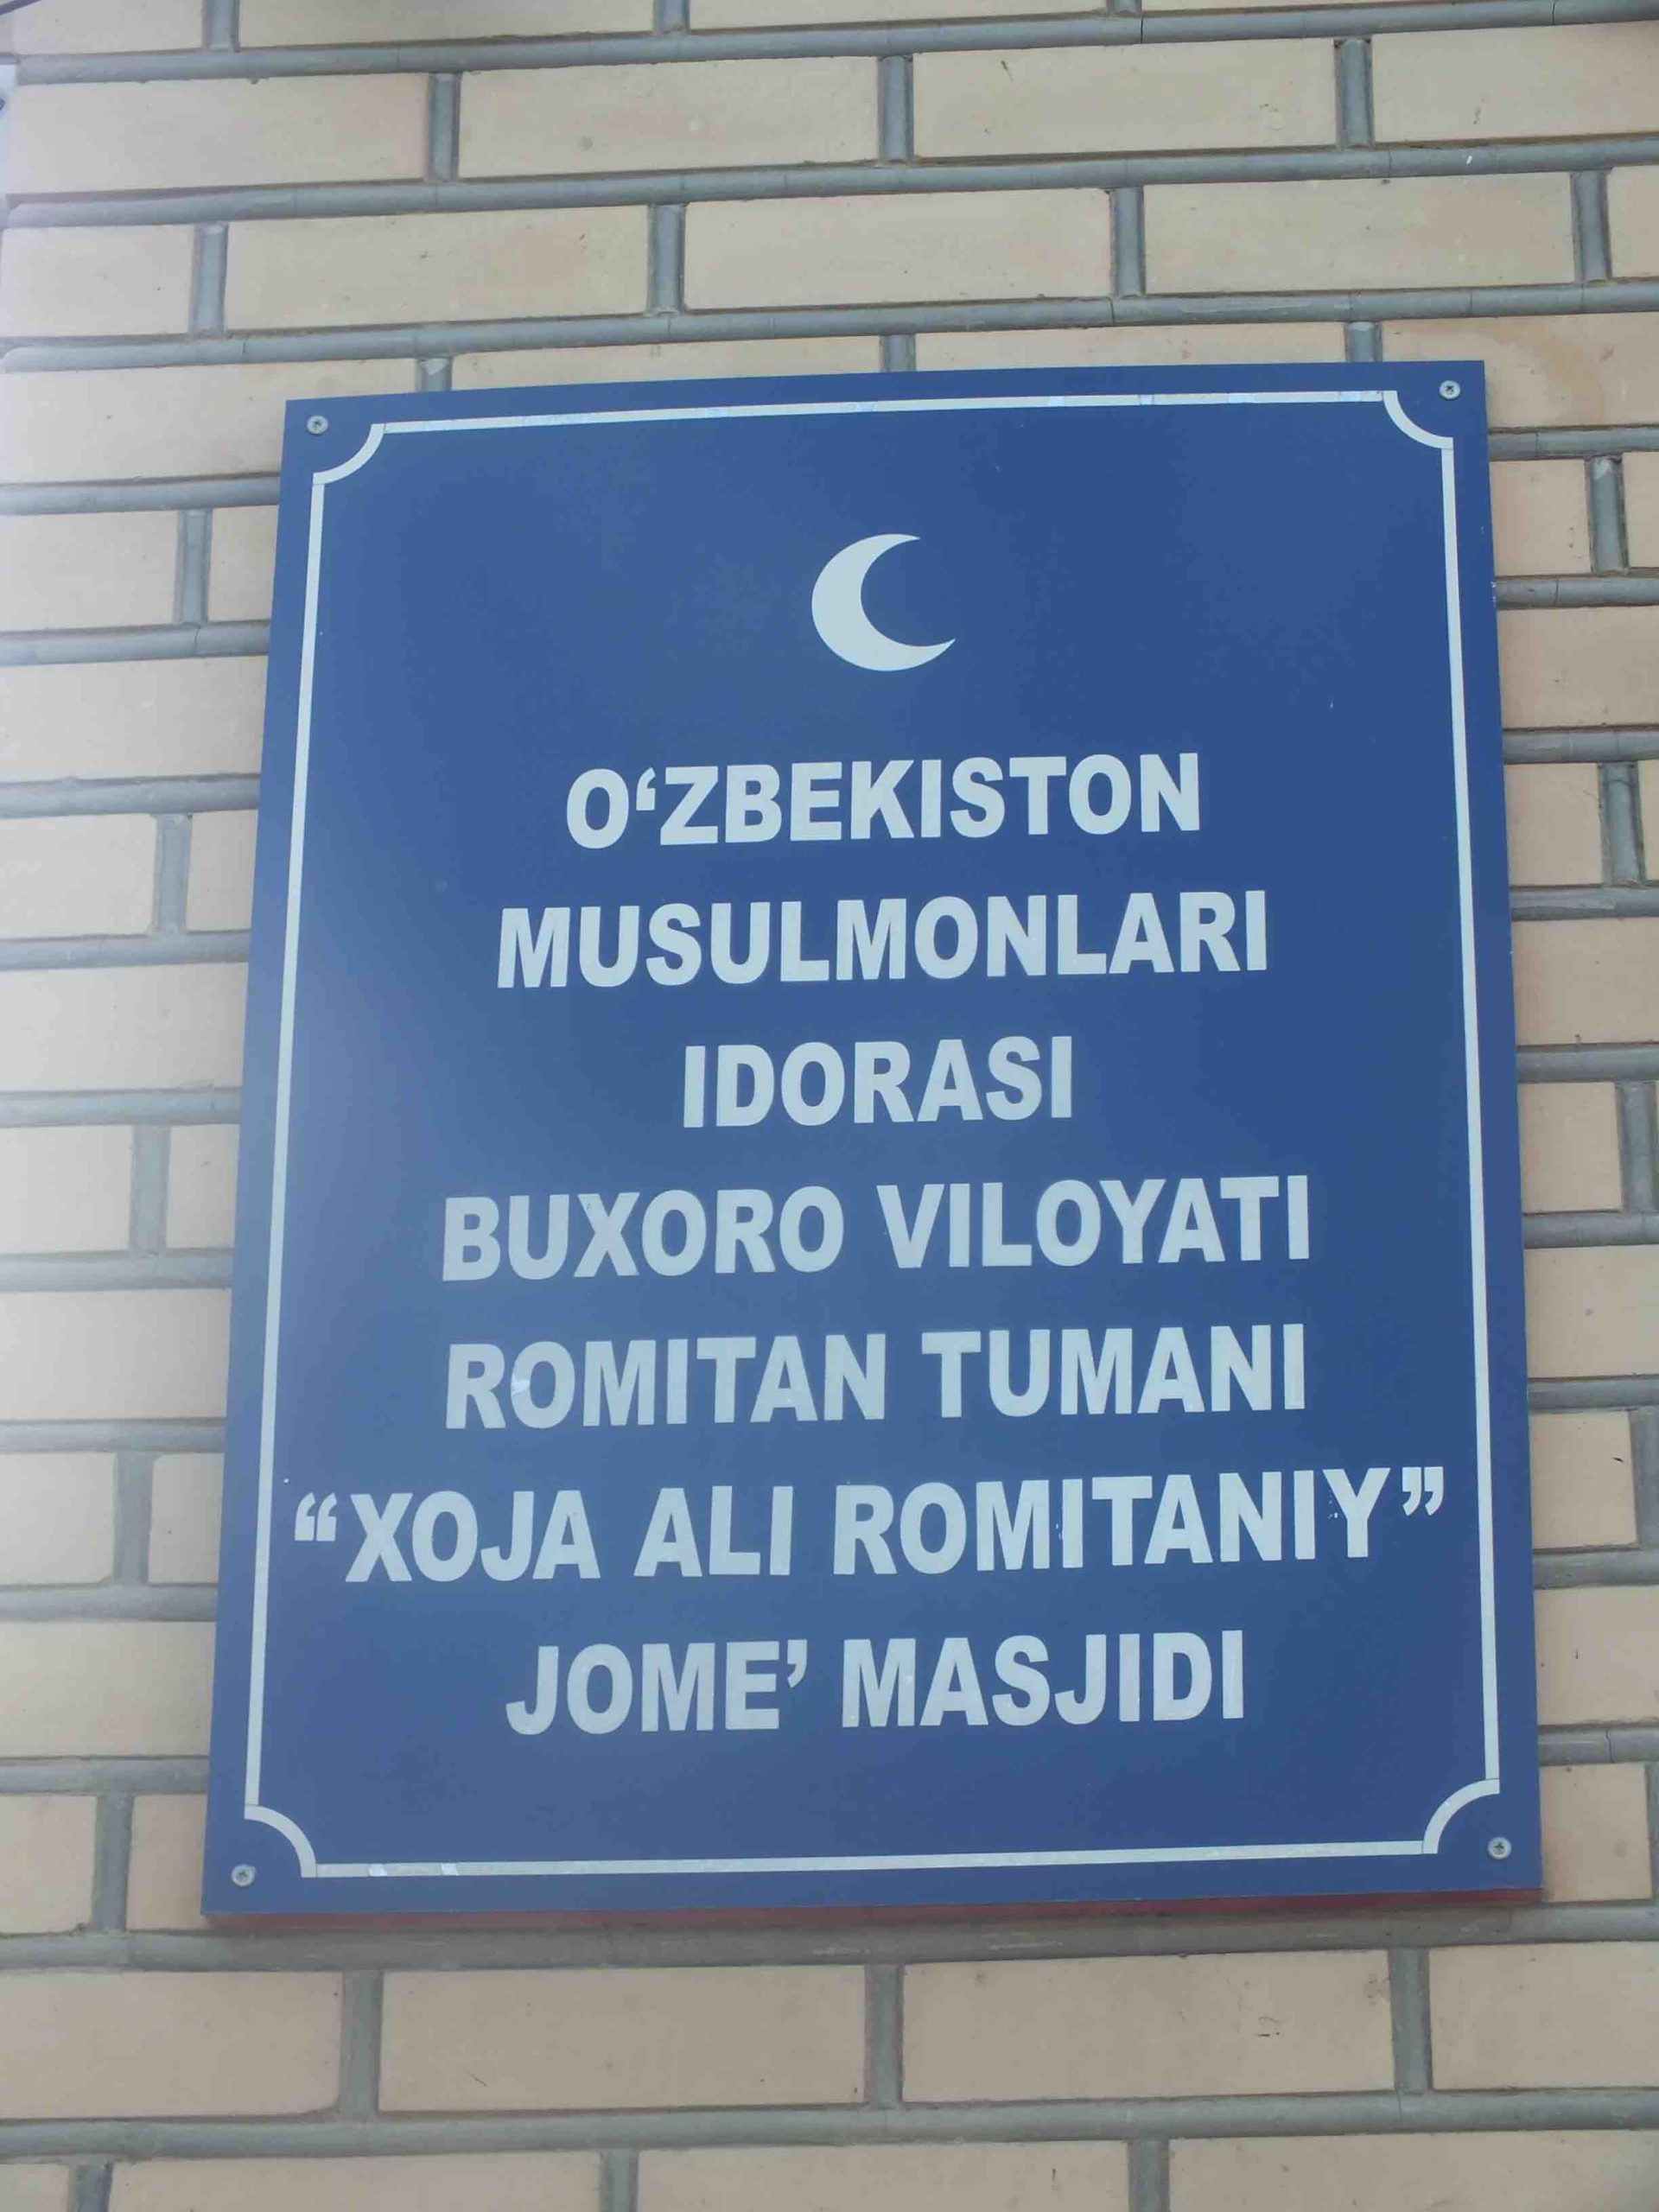 O‘ZBEKISTON
MUSULMONLARI
IDORASI
BUXORO VILOYATI
ROMITAN TUMANI
“XOJA ALI ROMITANIY”
JOME’ MASJIDI